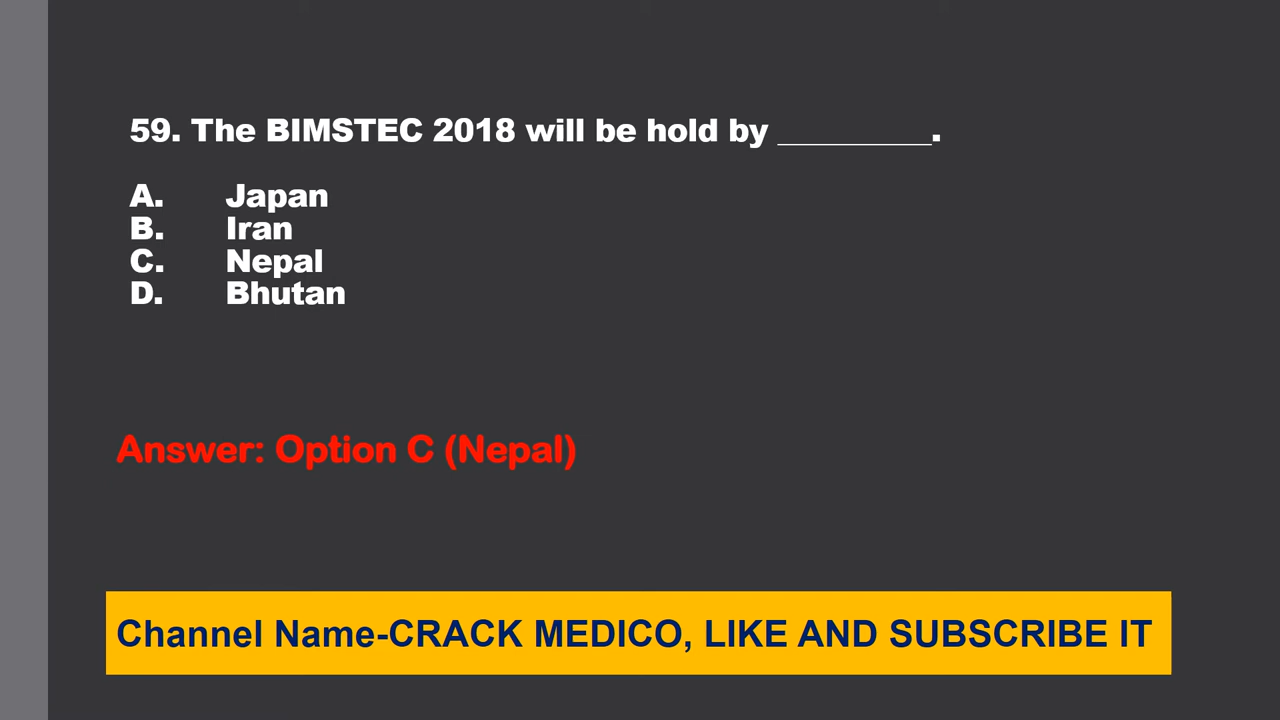 59. The BIMSTEC 2018 will be hold by _________.
A. Japan
B. Iran
C. Nepal
D. Bhutan
Answer: Option C (Nepal)
Channel Name-CRACK MEDICO, LIKE AND SUBSCRIBE IT